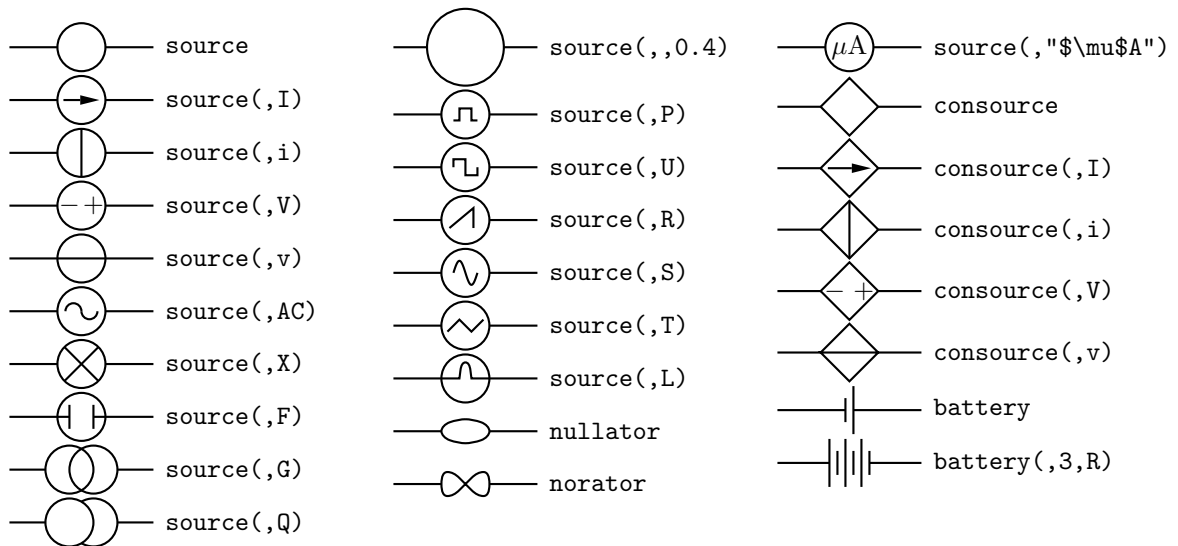 source
source(,I)
source(,i)
− + source(,V)
source(,v)
source(,AC)
source(,X)
source(,F)
source(,G)
source(,Q)
source(,,0.4)
source(,P)
source(,U)
source(,R)
source(,S)
source(,T)
source(,L)
nullator
norator
μA source(,"$\mu$A")
consource
consource(,I)
consource(,i)
− + consource(,V)
consource(,v)
battery
battery(,3,R)